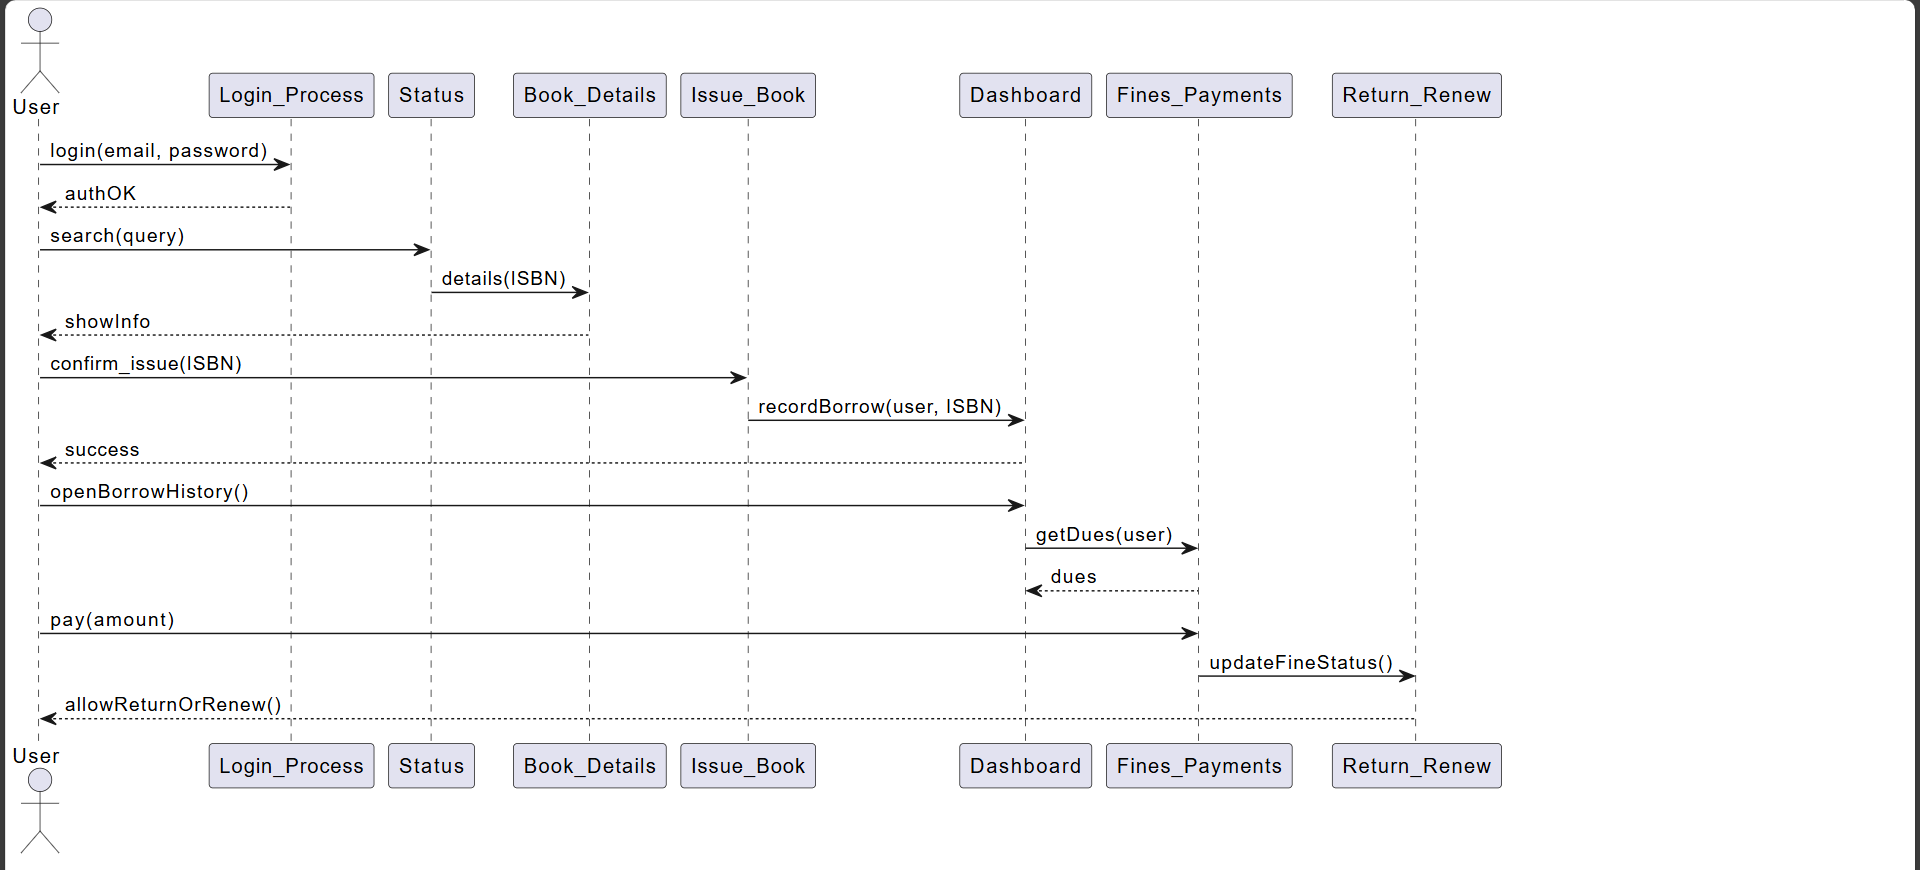 User
Login_Process
Status
Book_Details
Issue_Book
Dashboard
Fines_Payments
Return_Renew
login(email, password)
authOK
search(query)
details(ISBN)
showInfo
confirm_issue(ISBN)
recordBorrow(user, ISBN)
success
openBorrowHistory()
getDues(user)
dues
pay(amount)
updateFineStatus()
allowReturnOrRenew()
User
Login_Process
Status
Book_Details
Issue_Book
Dashboard
Fines_Payments
Return_Renew